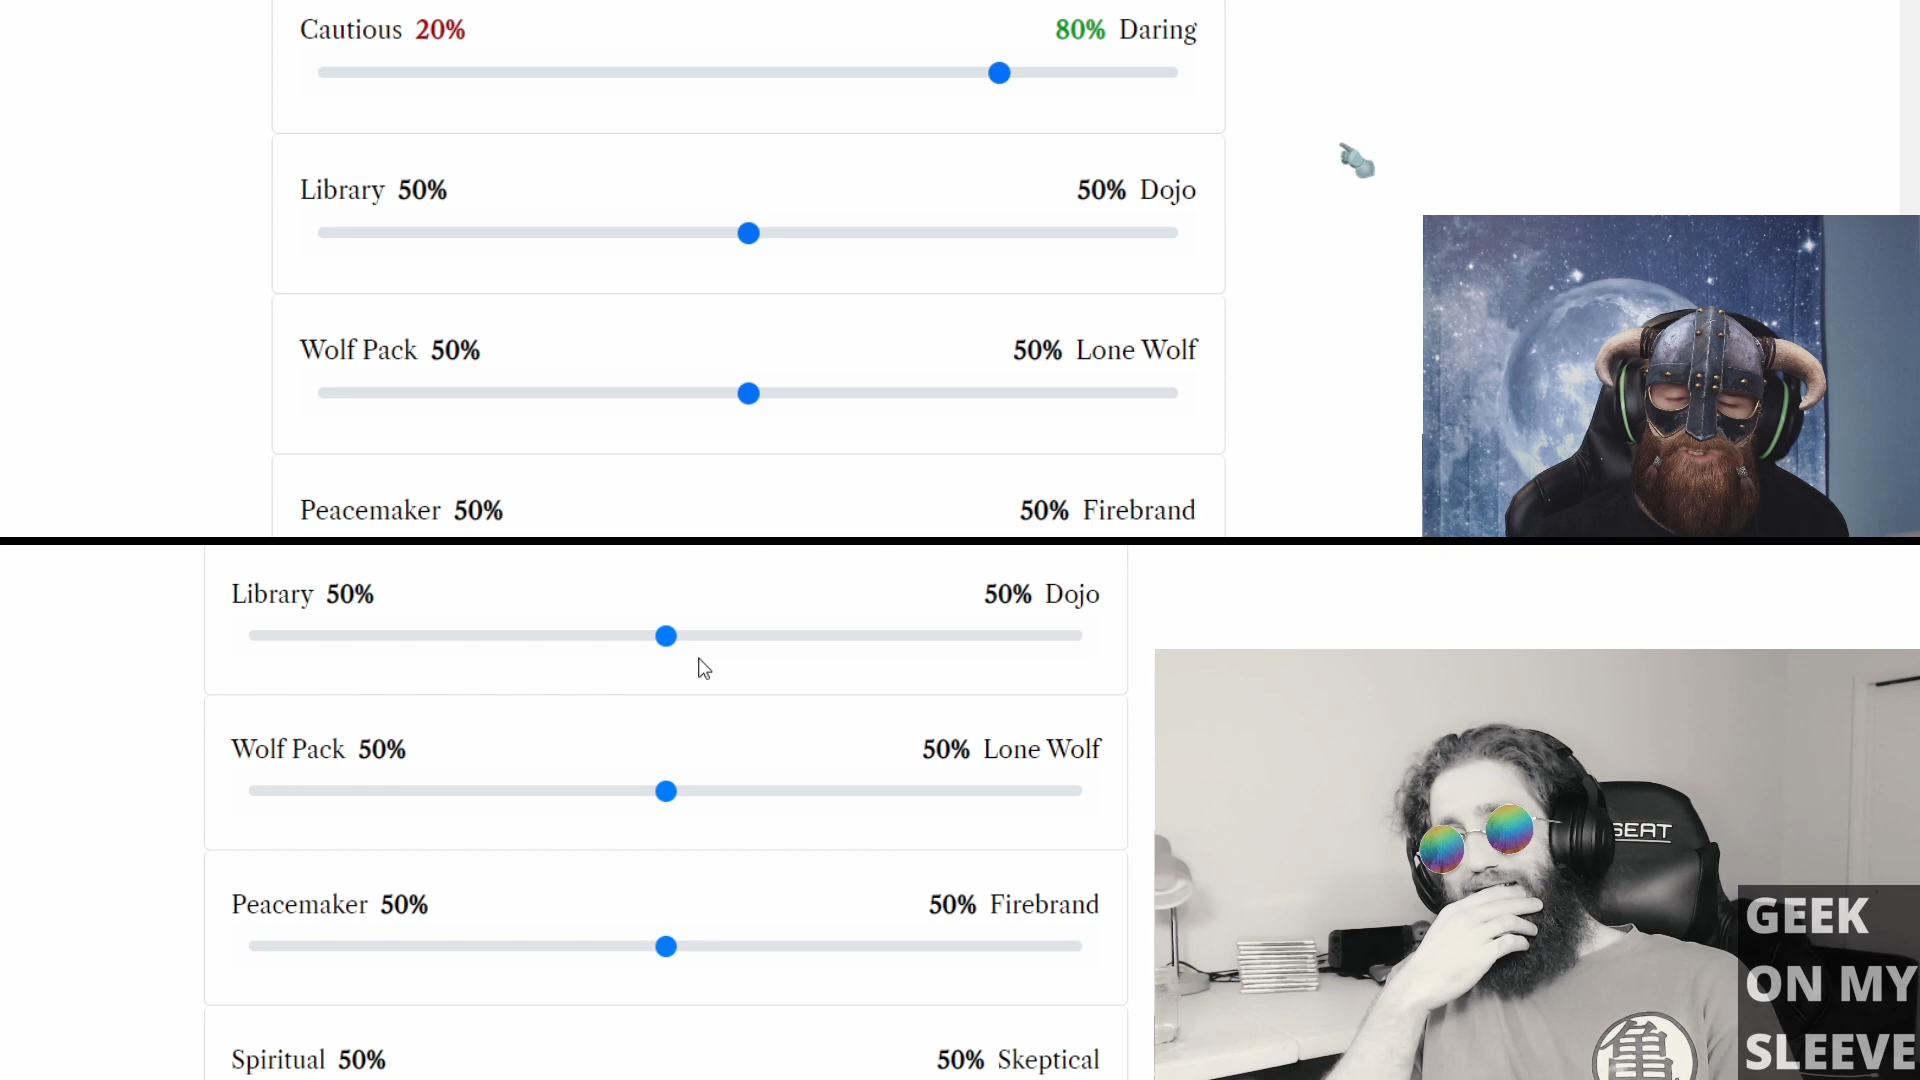 Cautious 20% 80% Daring
Library 50% 50% Dojo
Wolf Pack 50% 50% Lone Wolf
Peacemaker 50% 50% Firebrand
Library 50% 50% Dojo
Wolf Pack 50% 50% Lone Wolf
Peacemaker 50% 50% Firebrand
Spiritual 50% 50% Skeptical
SEAT
亀
GEEK
ON MY
SLEEVE